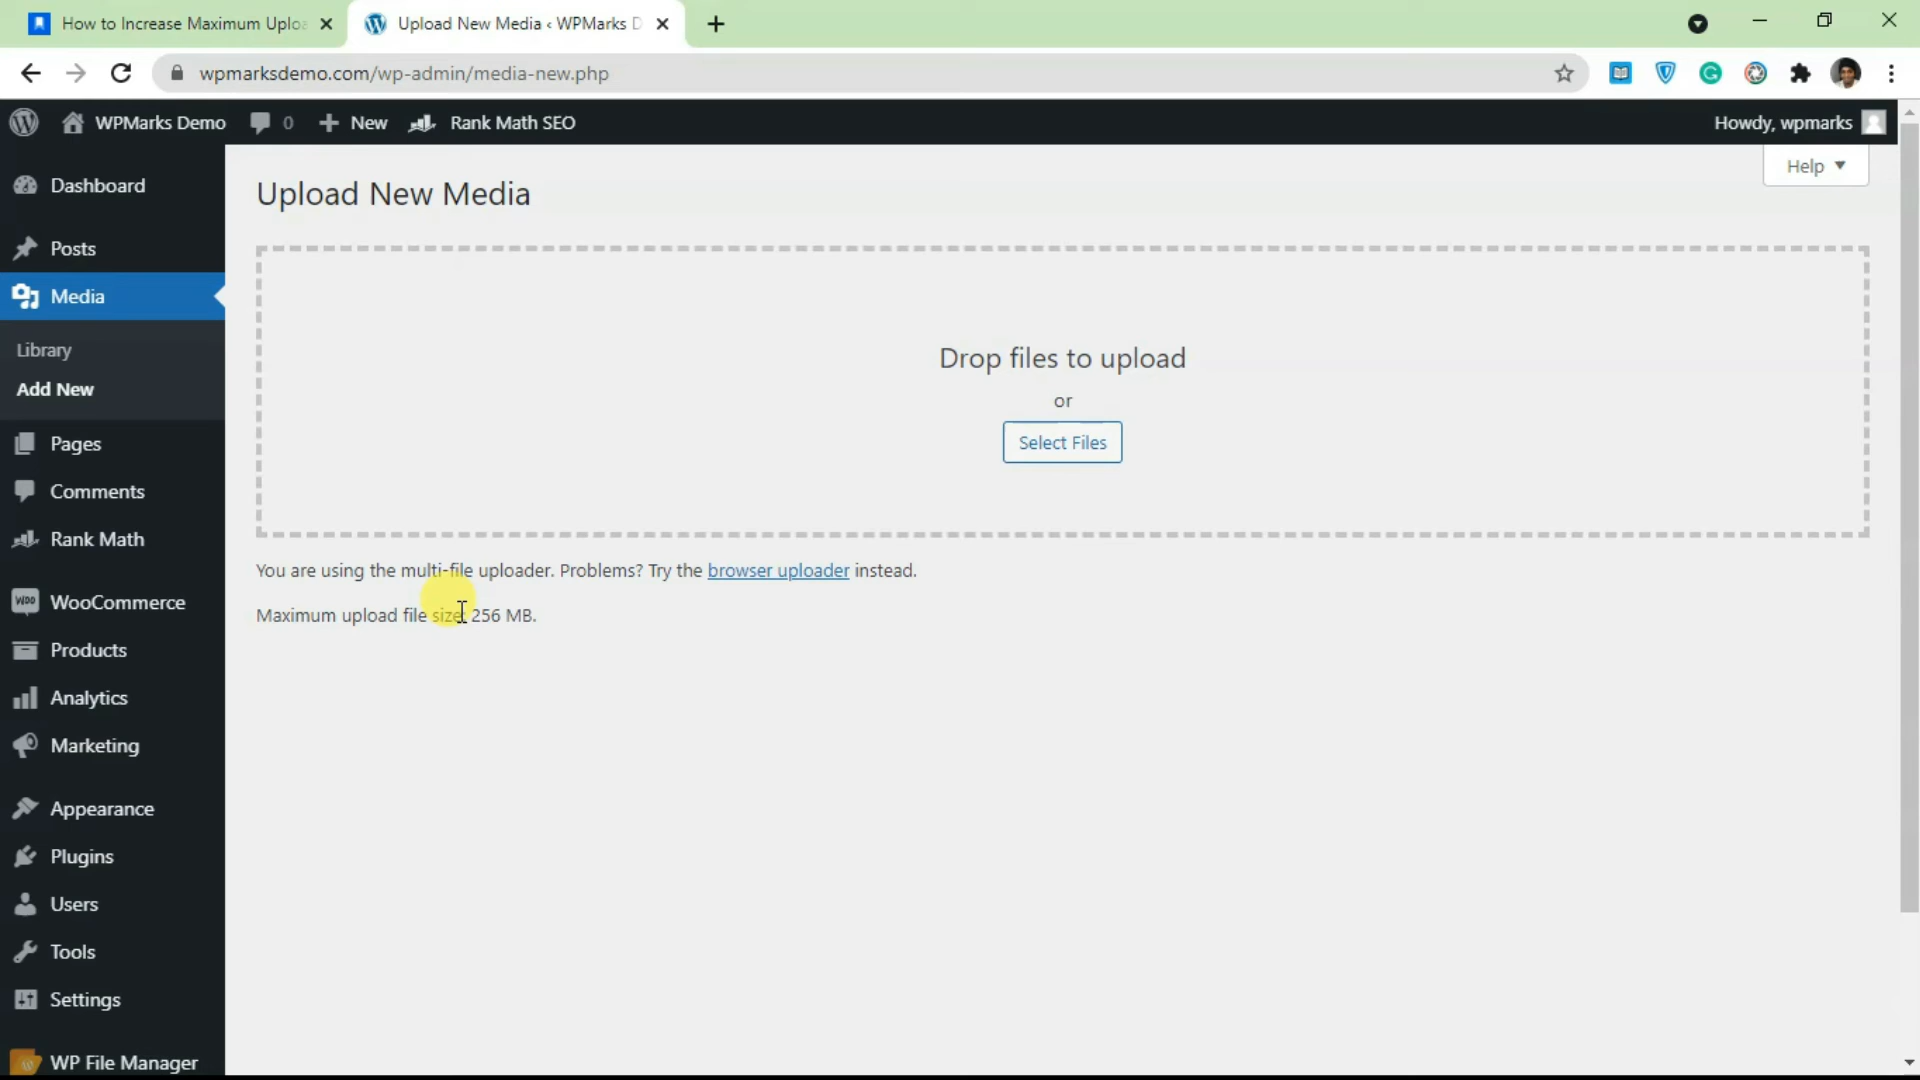 How to Increase Maximum Uplo
Upload New Media ‹ WPMarks D
wpmarksdemo.com/wp-admin/media-new.php
WPMarks Demo 0 New Rank Math SEO
Howdy, wpmarks
Help
Dashboard
Posts
Media
Library
Add New
Pages
Comments
Rank Math
WOO WooCommerce
Products
Analytics
Marketing
Appearance
Plugins
Users
Tools
Settings
WP File Manager
Upload New Media
Drop files to upload
or
Select Files
You are using the multi-file uploader. Problems? Try the browser uploader instead.
Maximum upload file size: 256 MB.